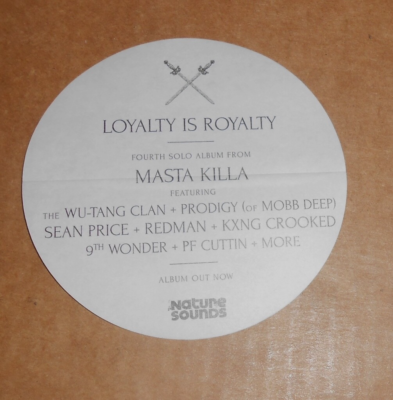 LOYALTY IS ROYALTY
FOURTH SOLO ALBUM FROM
MASTA KILLA
FEATURING
THE WU-TANG CLAN + PRODIGY (OF MOBB DEEP)
SEAN PRICE + REDMAN + KXNG CROOKED
9TH WONDER + PF CUTTIN + MORE
ALBUM OUT NOW
NATURE
SOUNDS